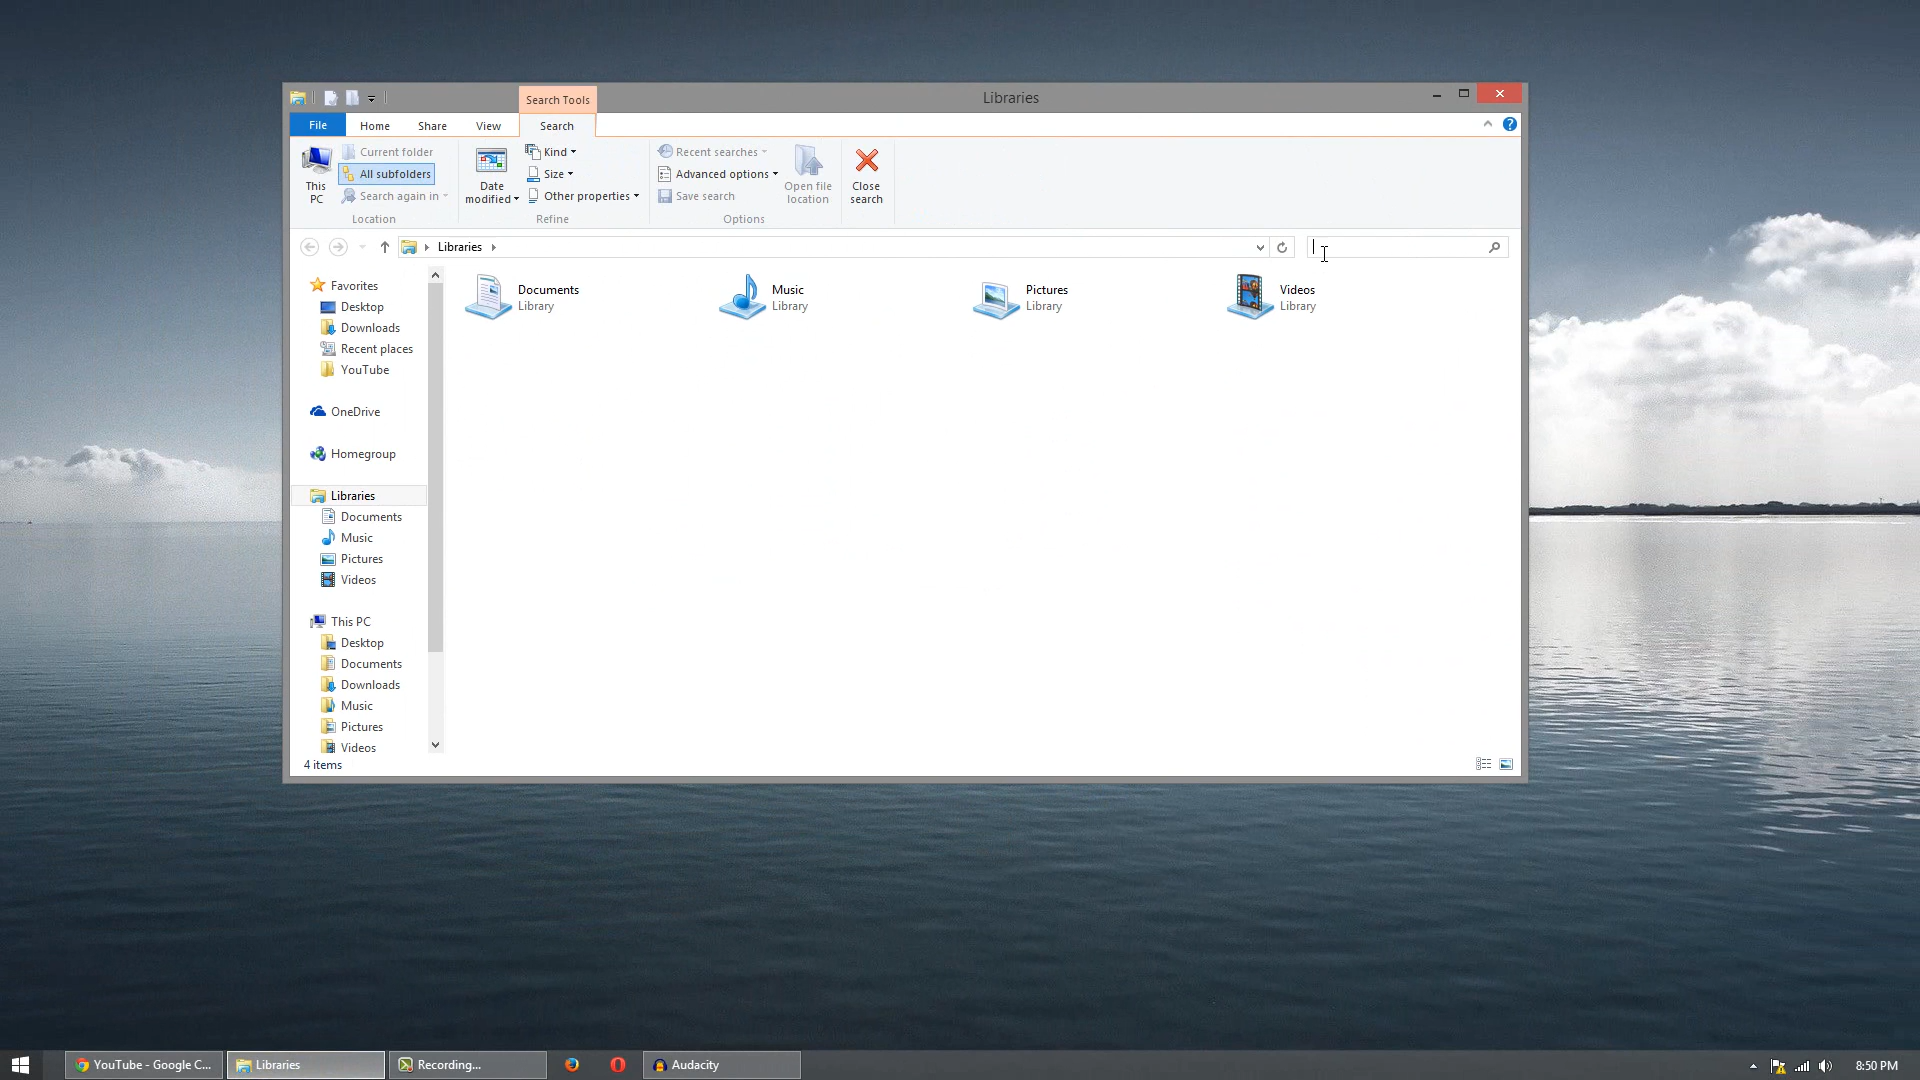 Search Tools
Libraries
File
Home
Share
View
Search
This PC
Current folder
All subfolders
Search again in
Location
Date modified
Kind
Size
Other properties
Refine
Recent searches
Advanced options
Save search
Options
Open file location
Close search
Libraries
Favorites
Desktop
Downloads
Recent places
YouTube
OneDrive
Homegroup
Libraries
Documents
Music
Pictures
Videos
This PC
Desktop
Documents
Downloads
Music
Pictures
Videos
Documents
Library
Music
Library
Pictures
Library
Videos
Library
4 items
YouTube - Google C...
Libraries
Recording...
Audacity
8:50 PM